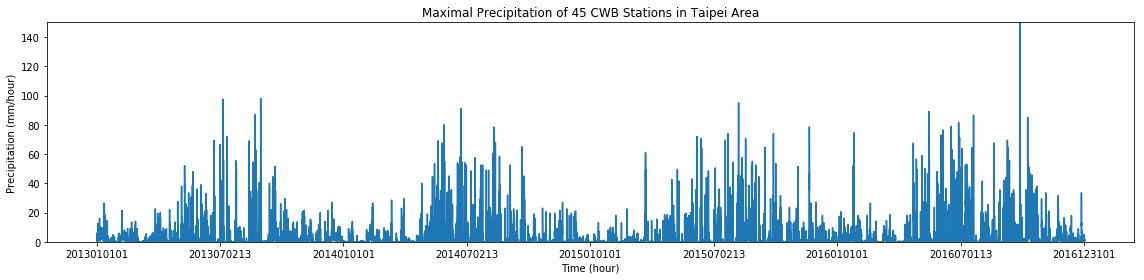 Maximal Precipitation of 45 CWB Stations in Taipei Area
Precipitation (mm/hour)
140
120
100
80
60
40
20
0
2013010101 2013070213 2014010101 2014070213 2015010101 2015070213 2016010101 2016070113 2016123101
Time (hour)